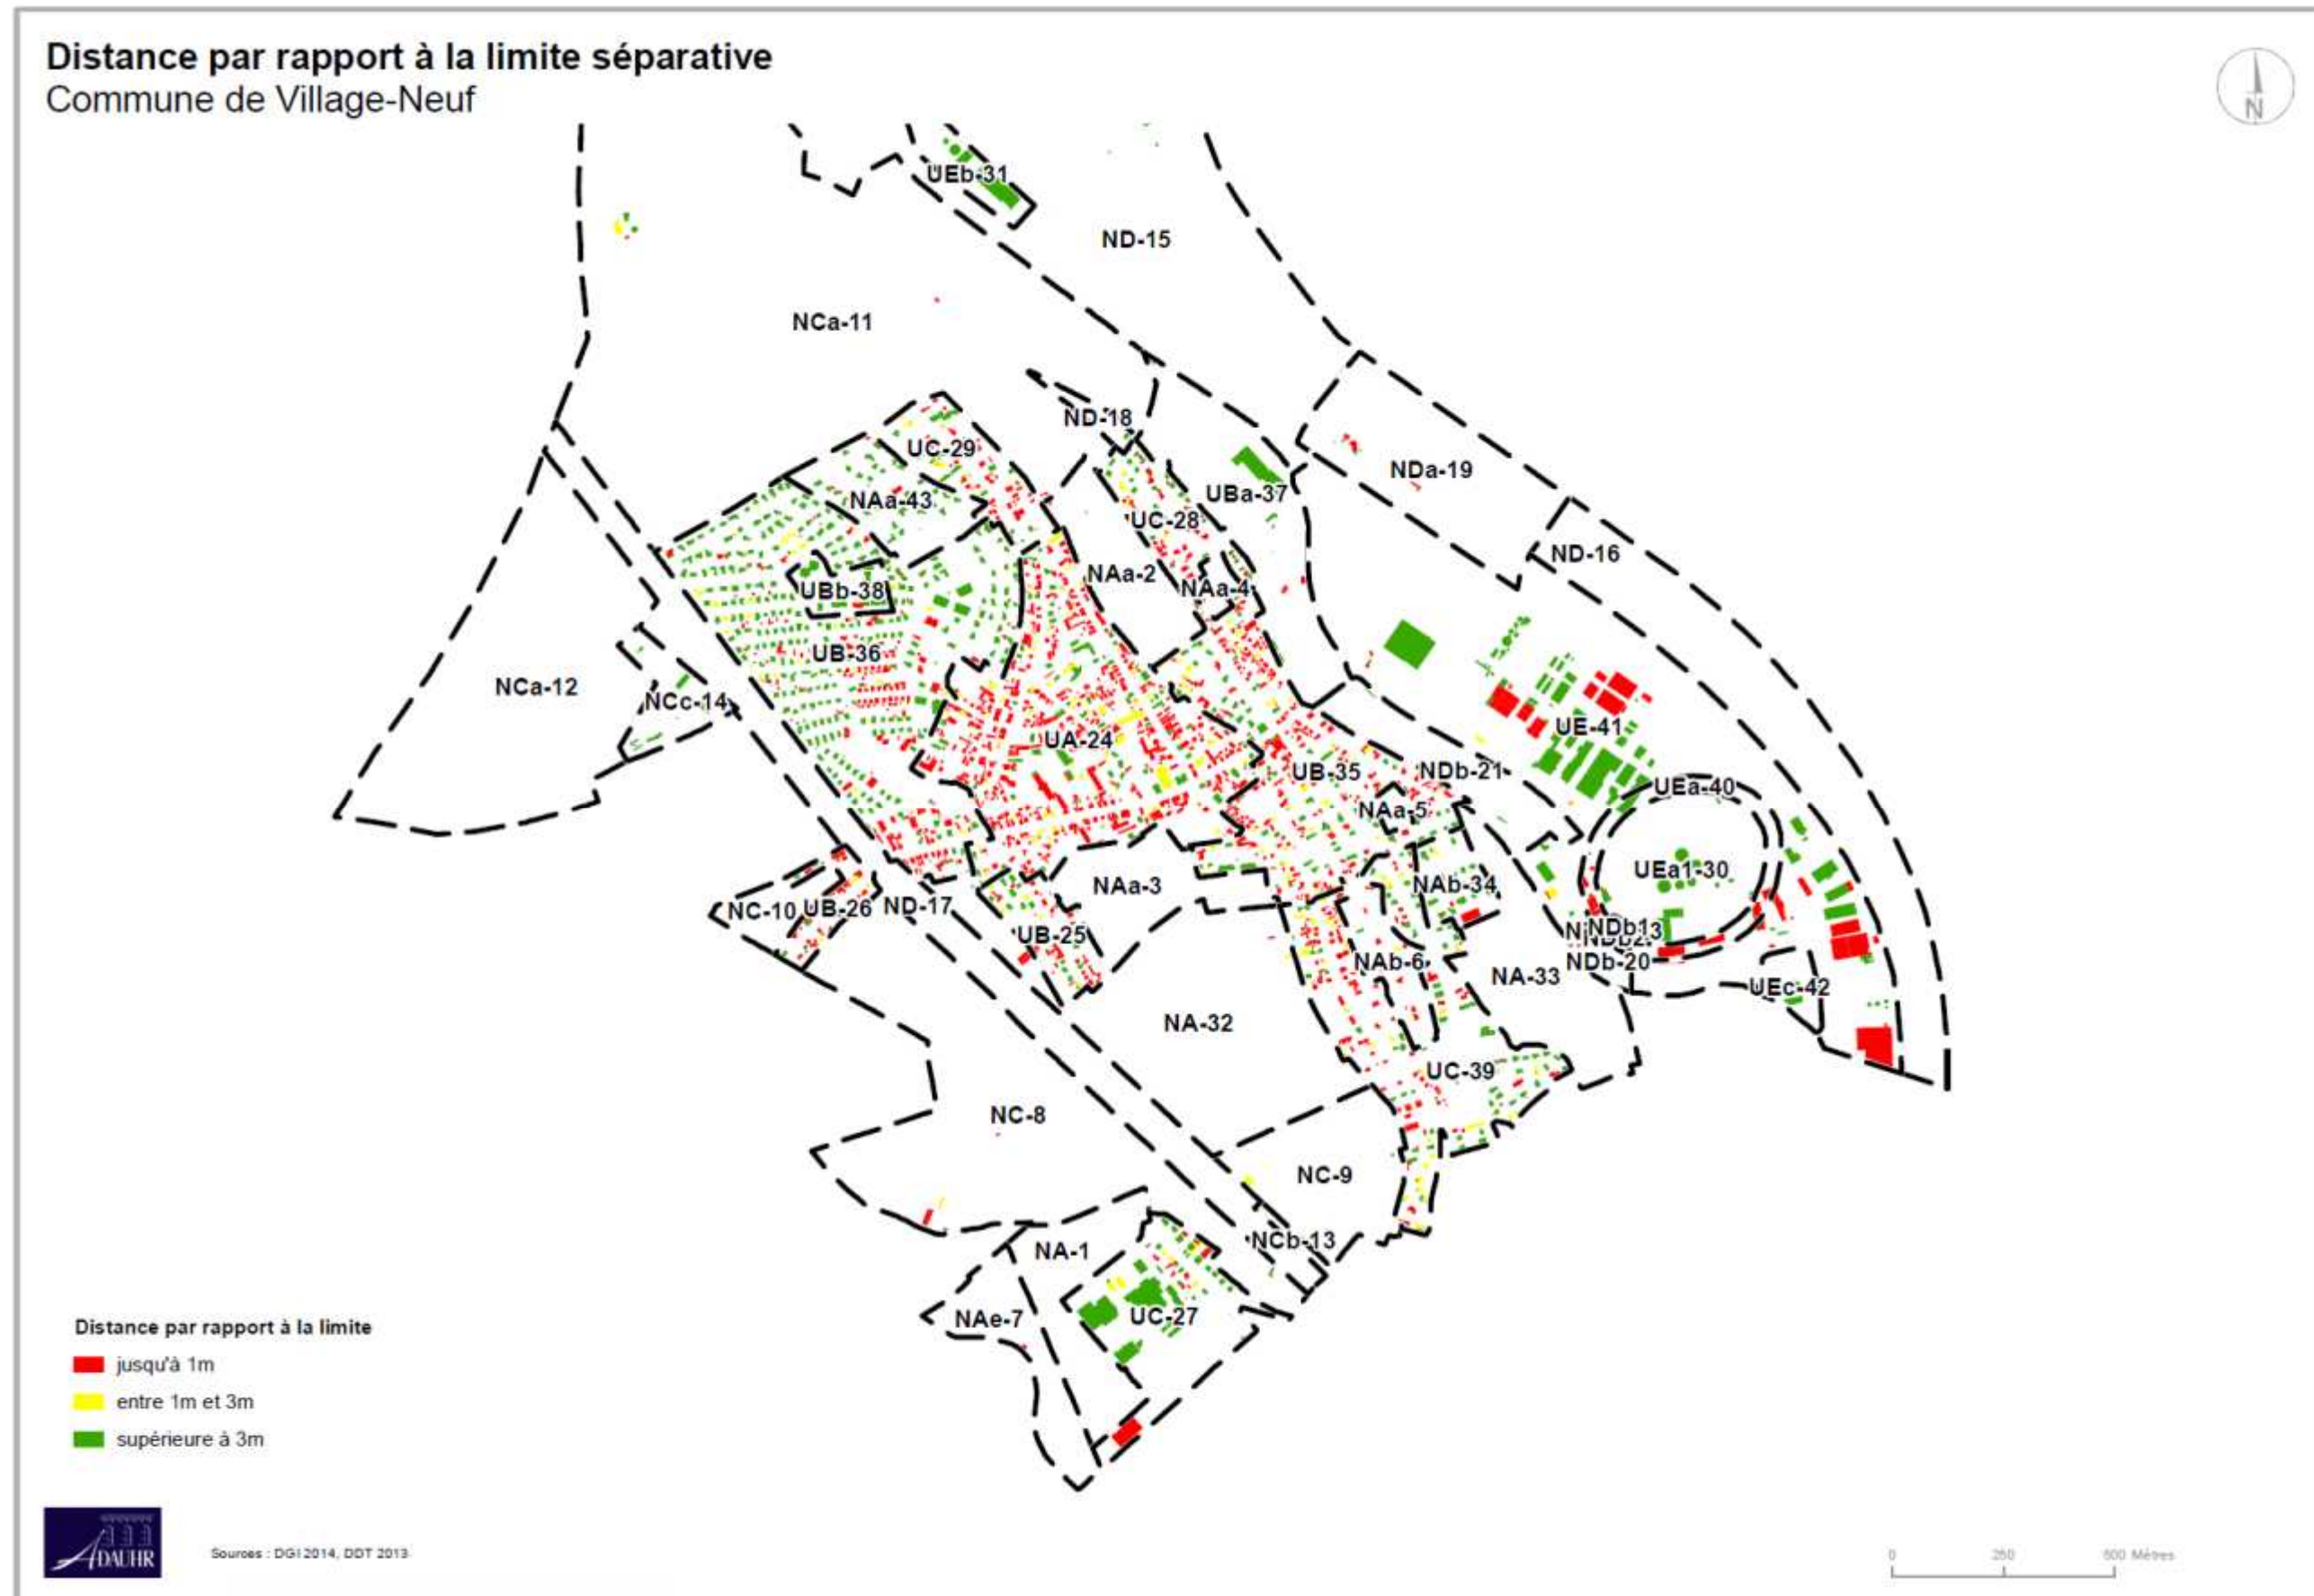 Distance par rapport à la limite séparative
Commune de Village-Neuf
N
UEb-31
ND-15
NCa-11
ND-18
UC-29
NDa-19
UBa-37
NAa-43
UC-28
ND-16
NAa-2
NAa-4
UBb-38
UB-36
NCa-12
NCc-14
UE-41
UA-24
UB-35
NDb-21
UEa-40
NAa-5
UEa1-30
NAa-3
NAb-34
NC-10
UB-26
ND-17
UB-25
NDb-20
NAb-6
NA-33
UEc-42
NA-32
UC-39
NC-8
NC-9
NCb-13
NA-1
NAe-7
UC-27
Distance par rapport à la limite
jusqu'à 1m
entre 1m et 3m
supérieure à 3m
ADAUHR
Sources : DGI 2014, DDT 2013
0 250 500 Mètres